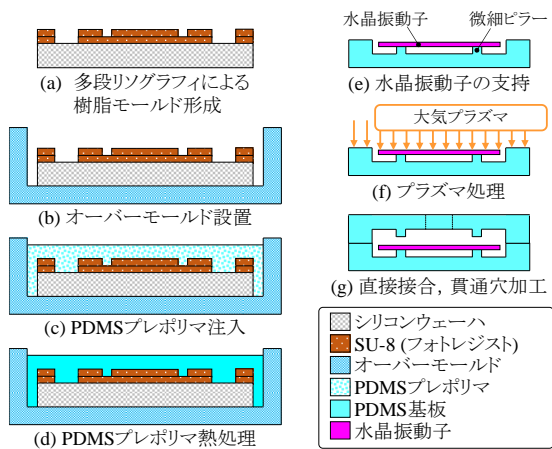 (a) 多段リソグラフィによる
樹脂モールド形成
(b) オーバーモールド設置
(c) PDMSプレポリマ注入
(d) PDMSプレポリマ熱処理
水晶振動子
微細ピラー
(e) 水晶振動子の支持
大気プラズマ
(f) プラズマ処理
(g) 直接接合, 貫通穴加工
シリコンウェーハ
SU-8 (フォトレジスト)
オーバーモールド
PDMSプレポリマ
PDMS基板
水晶振動子